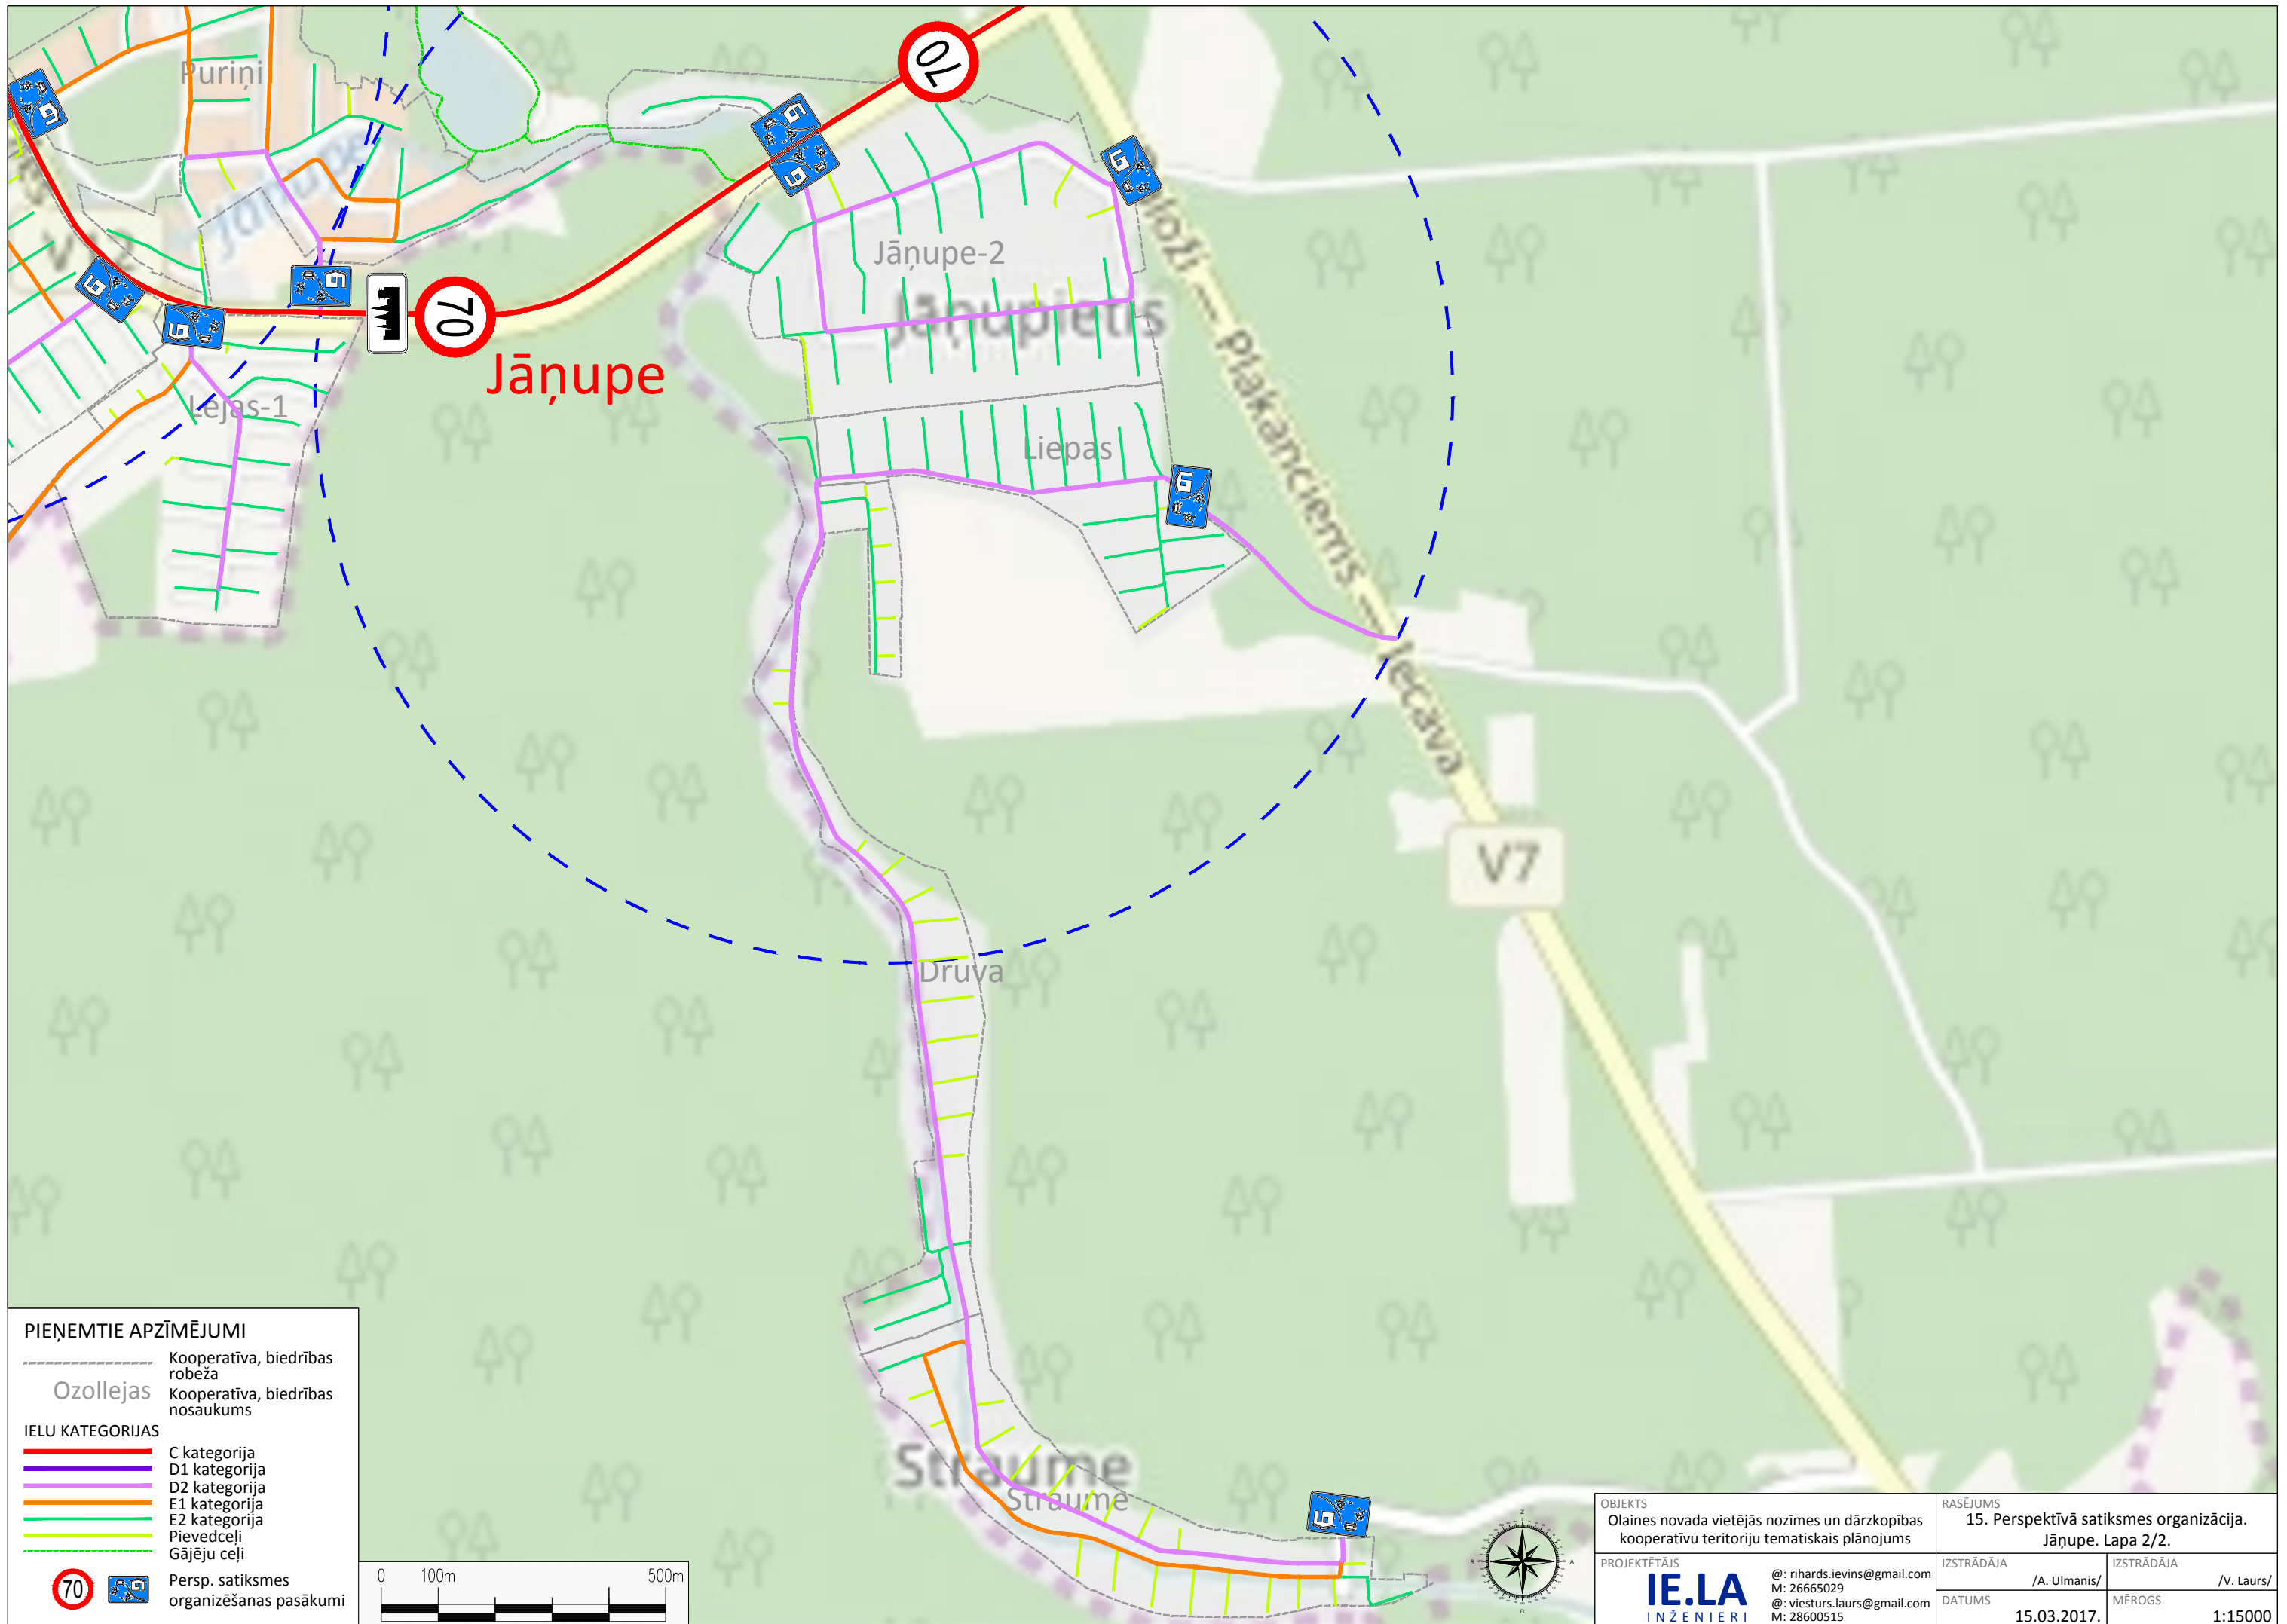 Puriņi
70
Jāņupe
V12
Jāņupe-2
Jāņupietis
70
Jāņupe
Lejas-1
Liepas
Baloži — Plakanciems — Iecava
V7
Druva
Straume
Straume
PIEŅEMTIE APZĪMĒJUMI
Kooperatīva, biedrības
robeža
Ozollejas
Kooperatīva, biedrības
nosaukums
IELU KATEGORIJAS
C kategorija
D1 kategorija
D2 kategorija
E1 kategorija
E2 kategorija
Pievedceļi
Gājēju ceļi
70
Persp. satiksmes
organizēšanas pasākumi
0 100m 500m
OBJEKTS
Olaines novada vietējās nozīmes un dārzkopības
kooperatīvu teritoriju tematiskais plānojums
RASĒJUMS
15. Perspektīvā satiksmes organizācija.
Jāņupe. Lapa 2/2.
PROJEKTĒTĀJS
IE.LA
INŽENIERI
@: rihards.ievins@gmail.com
M: 26665029
@: viesturs.laurs@gmail.com
M: 28600515
IZSTRĀDĀJA
/A. Ulmanis/
IZSTRĀDĀJA
/V. Laurs/
DATUMS
15.03.2017.
MĒROGS
1:15000